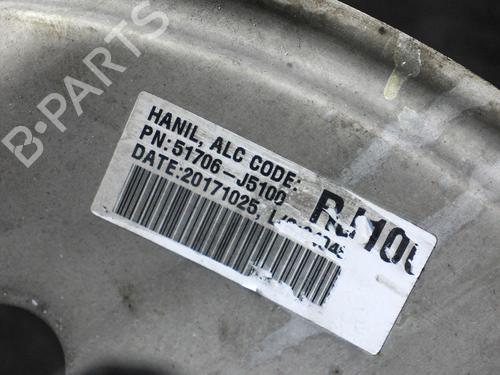 B-PARTS
HANIL, ALC CODE:
PN: 51706-J5100
DATE:20171025,